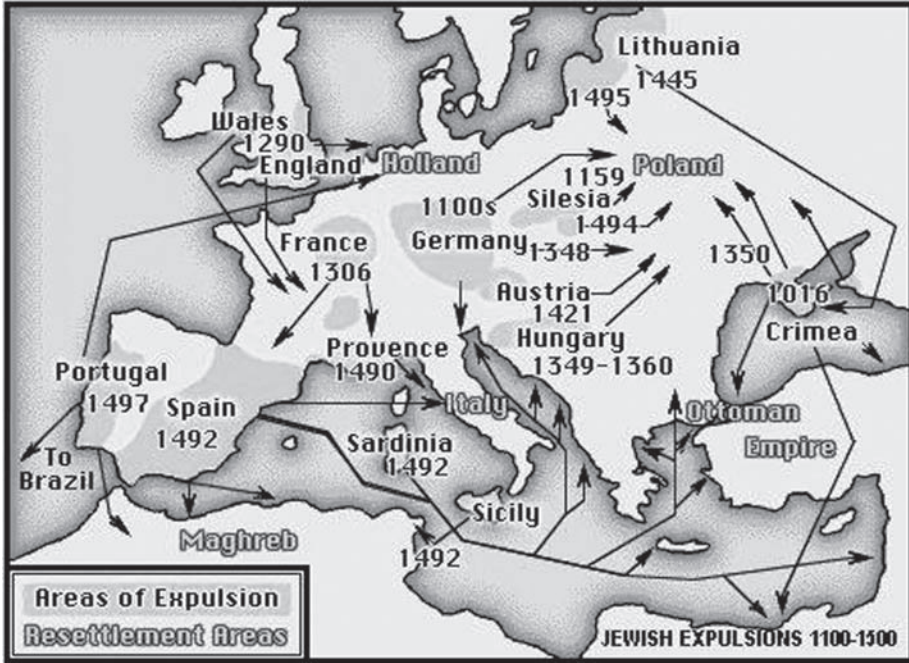 Lithuania
1445
1495
Wales
1290
England
Holland
Poland
1159
Silesia
1100s
1494
France
Germany
1348
1350
1306
Austria
1421
1016
Crimea
Hungary
1349-1360
Provence
1490
Portugal
1497
Spain
1492
Italy
Ottoman
Empire
Sardinia
1492
To
Brazil
Sicily
Maghreb
1492
Areas of Expulsion
Resettlement Areas
JEWISH EXPULSIONS 1100-1500